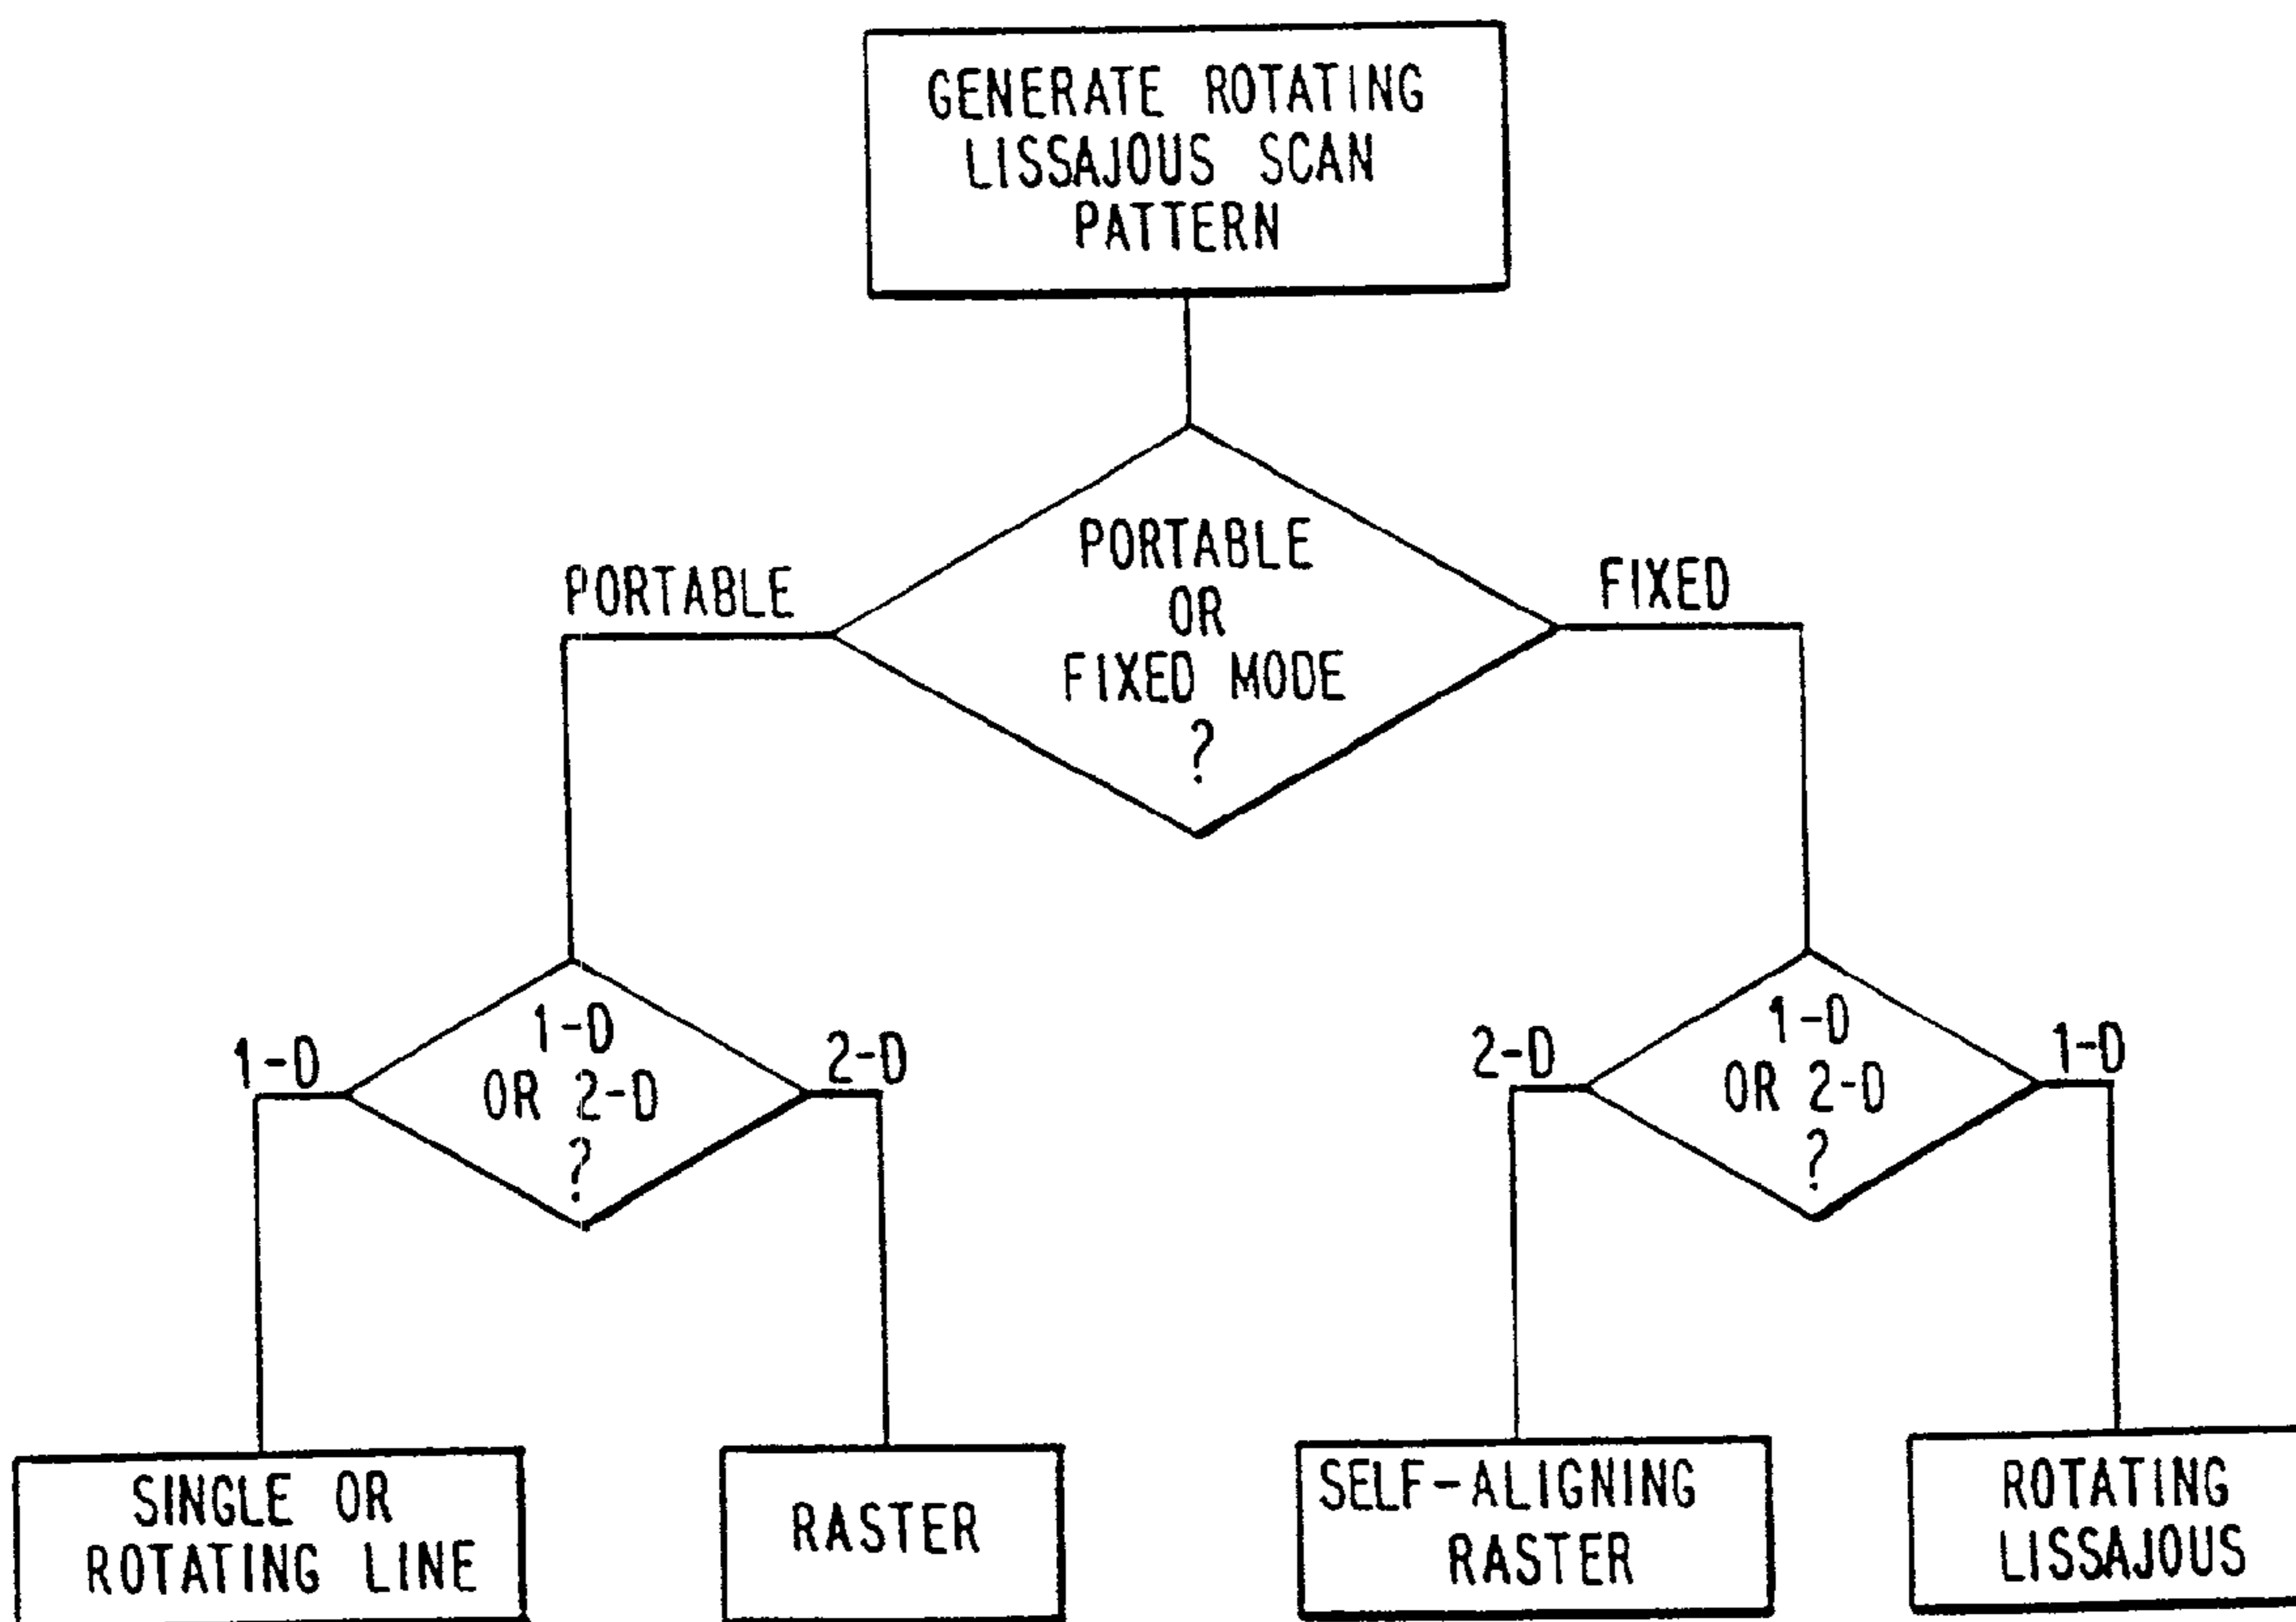 GENERATE ROTATING
LISSAJOUS SCAN
PATTERN
PORTABLE
OR
FIXED MODE
?
PORTABLE
FIXED
1-D
OR 2-D
?
1-D
2-D
1-D
OR 2-D
?
2-D
1-D
SINGLE OR
ROTATING LINE
RASTER
SELF-ALIGNING
RASTER
ROTATING
LISSAJOUS